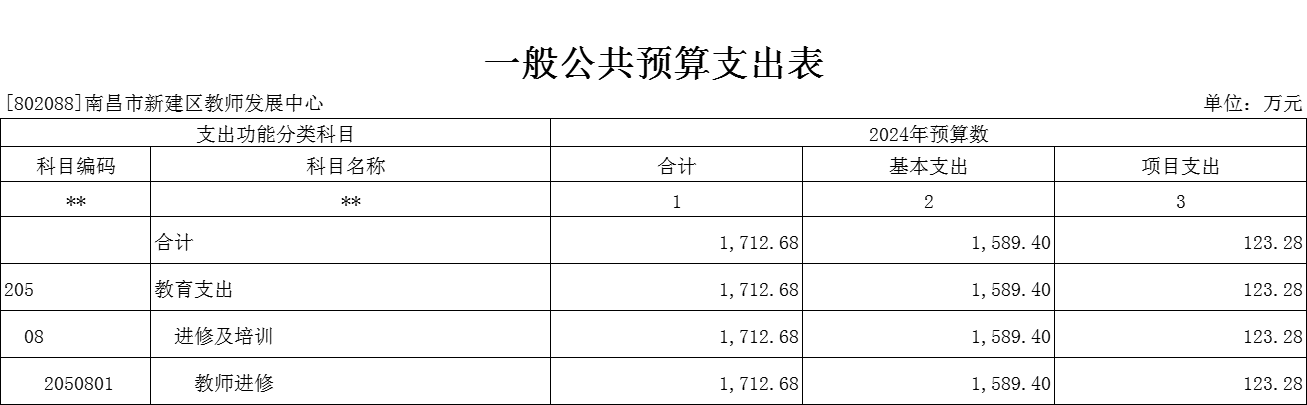 一般公共预算支出表
[802088]南昌市新建区教师发展中心 单位：万元
支出功能分类科目 2024年预算数
科目编码 科目名称 合计 基本支出 项目支出
** ** 1 2 3
合计 1,712.68 1,589.40 123.28
205 教育支出 1,712.68 1,589.40 123.28
08 进修及培训 1,712.68 1,589.40 123.28
2050801 教师进修 1,712.68 1,589.40 123.28